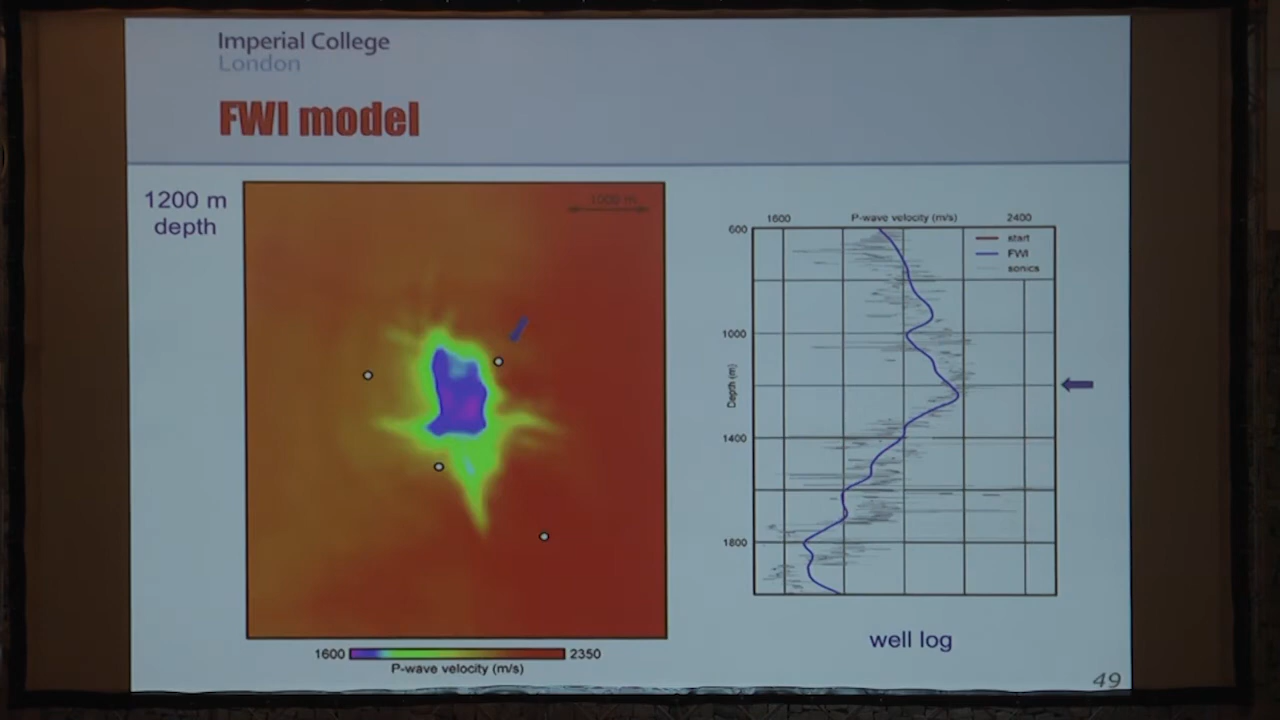 Imperial College
London
FWI model
1200 m
depth
1000 m
1600
2350
P-wave velocity (m/s)
1600
P-wave velocity (m/s)
2400
600
1000
1400
1800
Depth (m)
start
FWI
sonics
well log
49